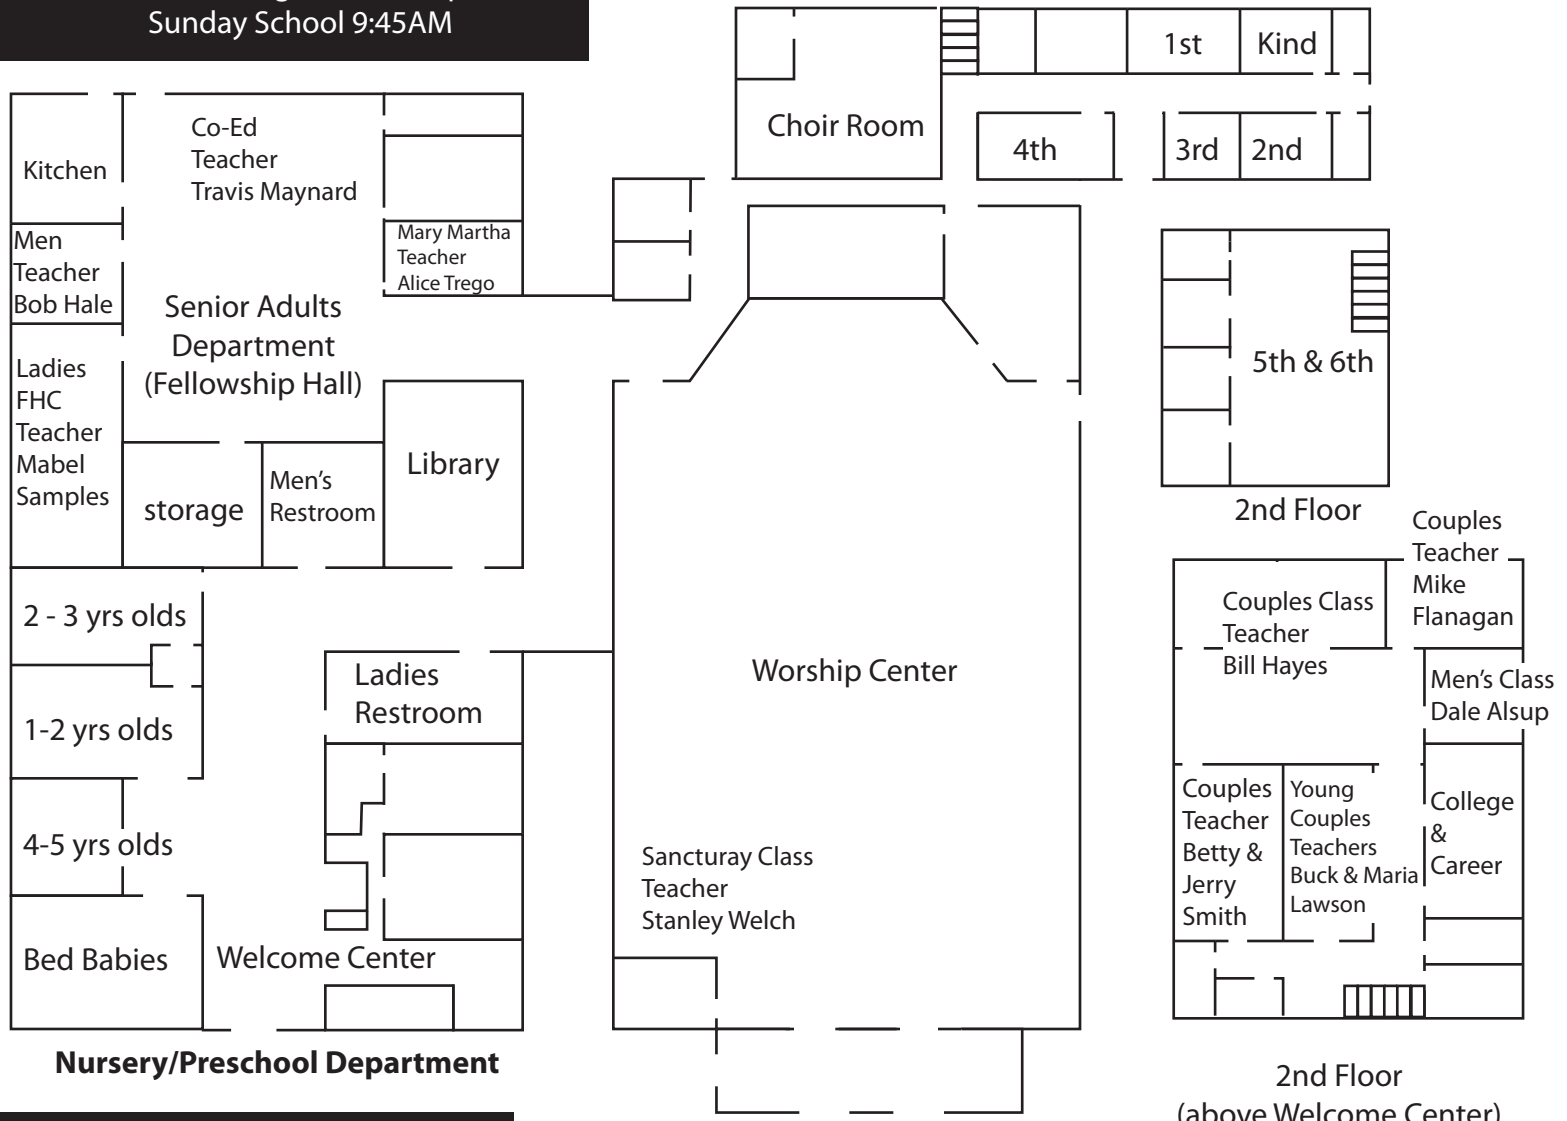 Sunday School 9:45AM
Kitchen
Co-Ed
Teacher
Travis Maynard
Men
Teacher
Bob Hale
Mary Martha
Teacher
Alice Trego
Senior Adults
Department
(Fellowship Hall)
Ladies
FHC
Teacher
Mabel
Samples
storage
Men's
Restroom
Library
2 - 3 yrs olds
1-2 yrs olds
4-5 yrs olds
Bed Babies
Ladies
Restroom
Welcome Center
Nursery/Preschool Department
Choir Room
1st
Kind
4th
3rd
2nd
Worship Center
Sancturay Class
Teacher
Stanley Welch
5th & 6th
2nd Floor
Couples
Teacher
Mike
Flanagan
Couples Class
Teacher
Bill Hayes
Men's Class
Dale Alsup
Couples
Teacher
Betty &
Jerry
Smith
Young
Couples
Teachers
Buck & Maria
Lawson
College
&
Career
2nd Floor
(above Welcome Center)